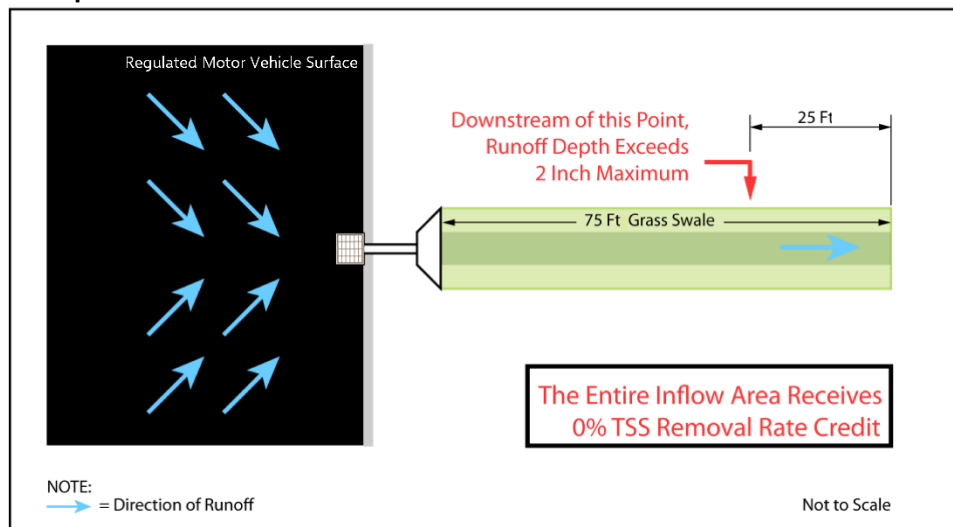 Regulated Motor Vehicle Surface
25 Ft
Downstream of this Point,
Runoff Depth Exceeds
2 Inch Maximum
75 Ft Grass Swale
The Entire Inflow Area Receives
0% TSS Removal Rate Credit
NOTE:
= Direction of Runoff
Not to Scale